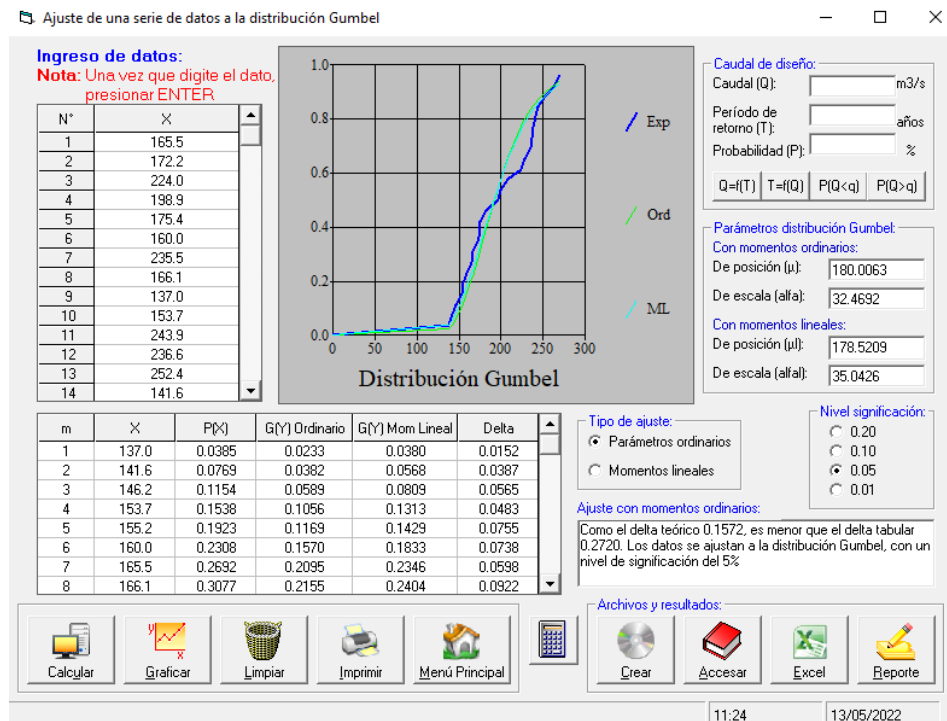 Ajuste de una serie de datos a la distribución Gumbel
Ingreso de datos:
Nota: Una vez que digite el dato,
presionar ENTER
N° X
1 165.5
2 172.2
3 224.0
4 198.9
5 175.4
6 160.0
7 235.5
8 166.1
9 137.0
10 153.7
11 243.9
12 236.6
13 252.4
14 141.6
1.0
0.8
0.6
0.4
0.2
0.0
0 50 100 150 200 250 300
Distribución Gumbel
Exp
Ord
ML
Caudal de diseño:
Caudal (Q): m3/s
Período de
retorno (T): años
Probabilidad (P): %
Q=f(T) T=f(Q) P(Q<q) P(Q>q)
Parámetros distribución Gumbel:
Con momentos ordinarios:
De posición (µ): 180.0063
De escala (alfa): 32.4692
Con momentos lineales:
De posición (µl): 178.5209
De escala (alfal): 35.0426
m X P(X) G(Y) Ordinario G(Y) Mom Lineal Delta
1 137.0 0.0385 0.0233 0.0380 0.0152
2 141.6 0.0769 0.0382 0.0568 0.0387
3 146.2 0.1154 0.0589 0.0809 0.0565
4 153.7 0.1538 0.1056 0.1313 0.0483
5 155.2 0.1923 0.1169 0.1429 0.0755
6 160.0 0.2308 0.1570 0.1833 0.0738
7 165.5 0.2692 0.2095 0.2346 0.0598
8 166.1 0.3077 0.2155 0.2404 0.0922
Tipo de ajuste:
Parámetros ordinarios
Momentos lineales
Nivel significación:
0.20
0.10
0.05
0.01
Ajuste con momentos ordinarios:
Como el delta teórico 0.1572, es menor que el delta tabular
0.2720. Los datos se ajustan a la distribución Gumbel, con un
nivel de significación del 5%
Calcular Graficar Limpiar Imprimir Menú Principal
Archivos y resultados:
Crear Accesar Excel Reporte
11:24 13/05/2022